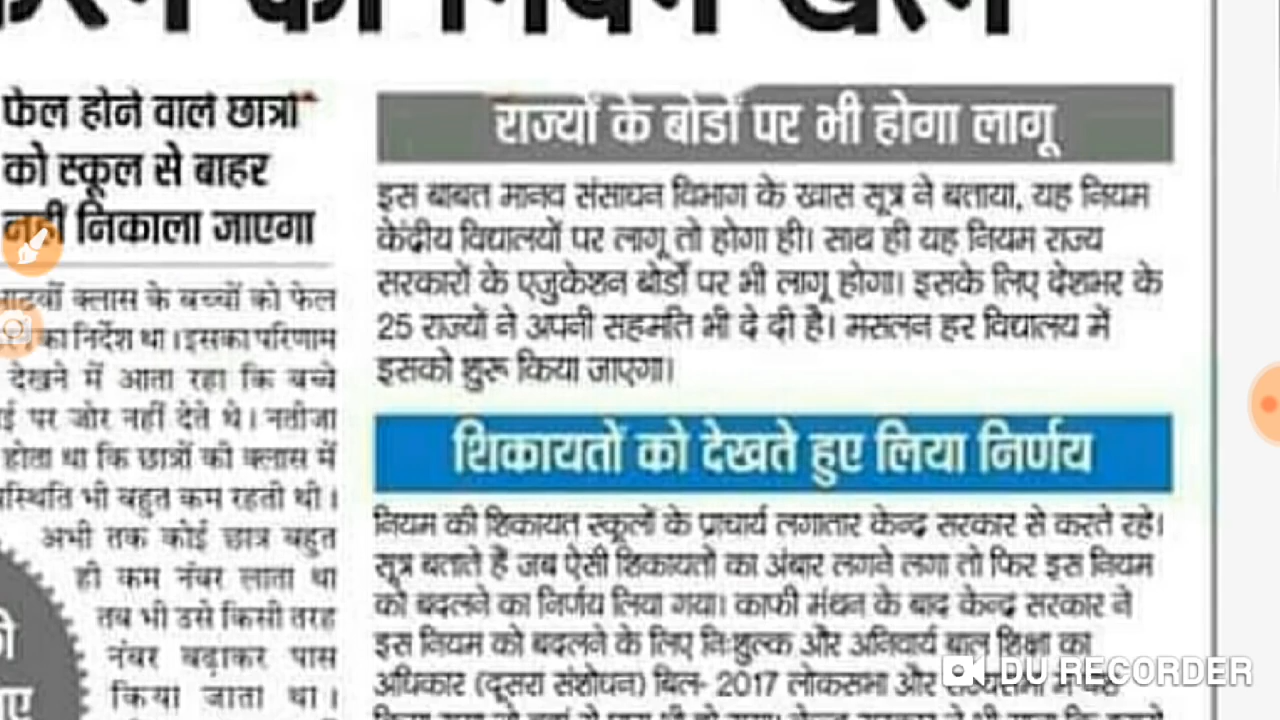 फेल होने वाले छात्रों
को स्कूल से बाहर
नहीं निकाला जाएगा
क्लास के बच्चों को फेल
का निर्देश था । इसका परिणाम
देखने में आता रहा कि बच्चे
पर जोर नहीं देते थे। नतीजा
होता था कि छात्रों की क्लास में
भी बहुत कम रहती थी।
अभी तक कोई छात्र बहुत
ही कम नंबर लाता था
तब भी उसे किसी तरह
नंबर बढ़ाकर पास
किया जाता था।
राज्यों के बोर्डों पर भी होगा लागू
इस बाबत मानव संसाधन विभाग के खास सूत्र ने बताया, यह नियम
केंद्रीय विद्यालयों पर लागू तो होगा ही। साथ ही यह नियम राज्य
सरकारों के एजुकेशन बोर्डों पर भी लागू होगा। इसके लिए देशभर के
25 राज्यों ने अपनी सहमति भी दे दी है। मसलन हर विद्यालय में
इसको शुरू किया जाएगा।
शिकायतों को देखते हुए लिया निर्णय
नियम की शिकायत स्कूलों के प्राचार्य लगातार केन्द्र सरकार से करते रहे।
सूत्र बताते हैं जब ऐसी शिकायतों का अंबार लगने लगा तो फिर इस नियम
को बदलने का निर्णय लिया गया। काफी मंथन के बाद केन्द्र सरकार ने
इस नियम को बदलने के लिए नि:शुल्क और अनिवार्य बाल शिक्षा का
अधिकार (दूसरा संशोधन) बिल- 2017 लोकसभा और
DU RECORDER